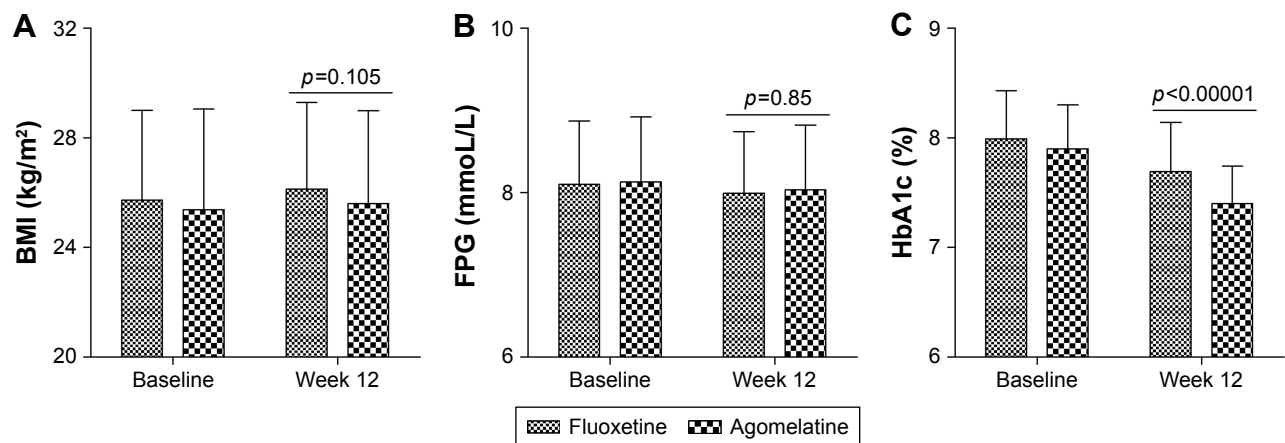 A
BMI (kg/m²)
32
28
24
20
p=0.105
Baseline
Week 12
B
FPG (mmoL/L)
10
8
6
p=0.85
Baseline
Week 12
C
HbA1c (%)
9
8
7
6
p<0.00001
Baseline
Week 12
Fluoxetine
Agomelatine